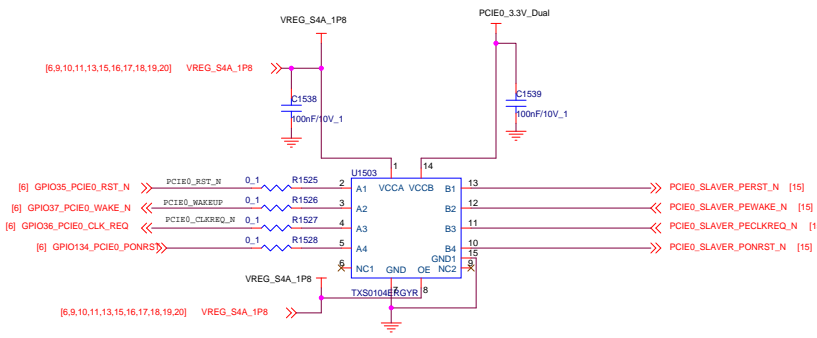 PCIE0_3.3V_Dual
VREG_S4A_1P8
[6,9,10,11,13,15,16,17,18,19,20] VREG_S4A_1P8
C1538
100nF/10V_1
C1539
100nF/10V_1
1 14
U1503
VCCA VCCB
[6] GPIO35_PCIE0_RST_N PCIE0_RST_N 0_1 R1525 2 A1 B1 13 PCIE0_SLAVER_PERST_N [15]
[6] GPIO37_PCIE0_WAKE_N PCIE0_WAKEUP 0_1 R1526 3 A2 B2 12 PCIE0_SLAVER_PEWAKE_N [15]
[6] GPIO36_PCIE0_CLK_REQ PCIE0_CLKREQ_N 0_1 R1527 4 A3 B3 11 PCIE0_SLAVER_PECLKREQ_N [1
[6] GPIO134_PCIE0_PONRST 0_1 R1528 5 A4 B4 10 PCIE0_SLAVER_PONRST_N [15]
GND1 15
6 NC1 NC2 9
GND OE
VREG_S4A_1P8
TXS0104ERGYR
7 8
[6,9,10,11,13,15,16,17,18,19,20] VREG_S4A_1P8